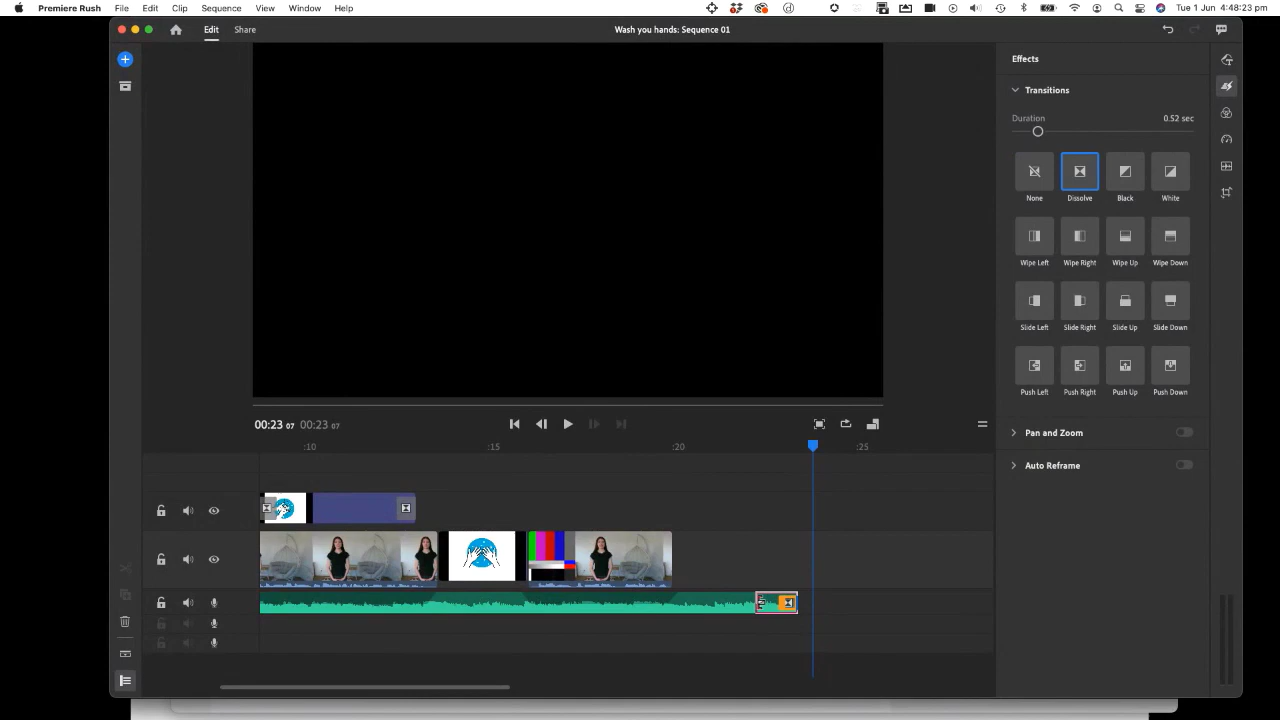 Premiere Rush File Edit Clip Sequence View Window Help Tue 1 Jun 4:48:23 pm
Edit Share Wash you hands: Sequence 01
Effects
Transitions
Duration 0.52 sec
None Dissolve Black White
Wipe Left Wipe Right Wipe Up Wipe Down
Slide Left Slide Right Slide Up Slide Down
Push Left Push Right Push Up Push Down
00:23 07 00:23 07
Pan and Zoom
:10 :15 :20 :25
Auto Reframe